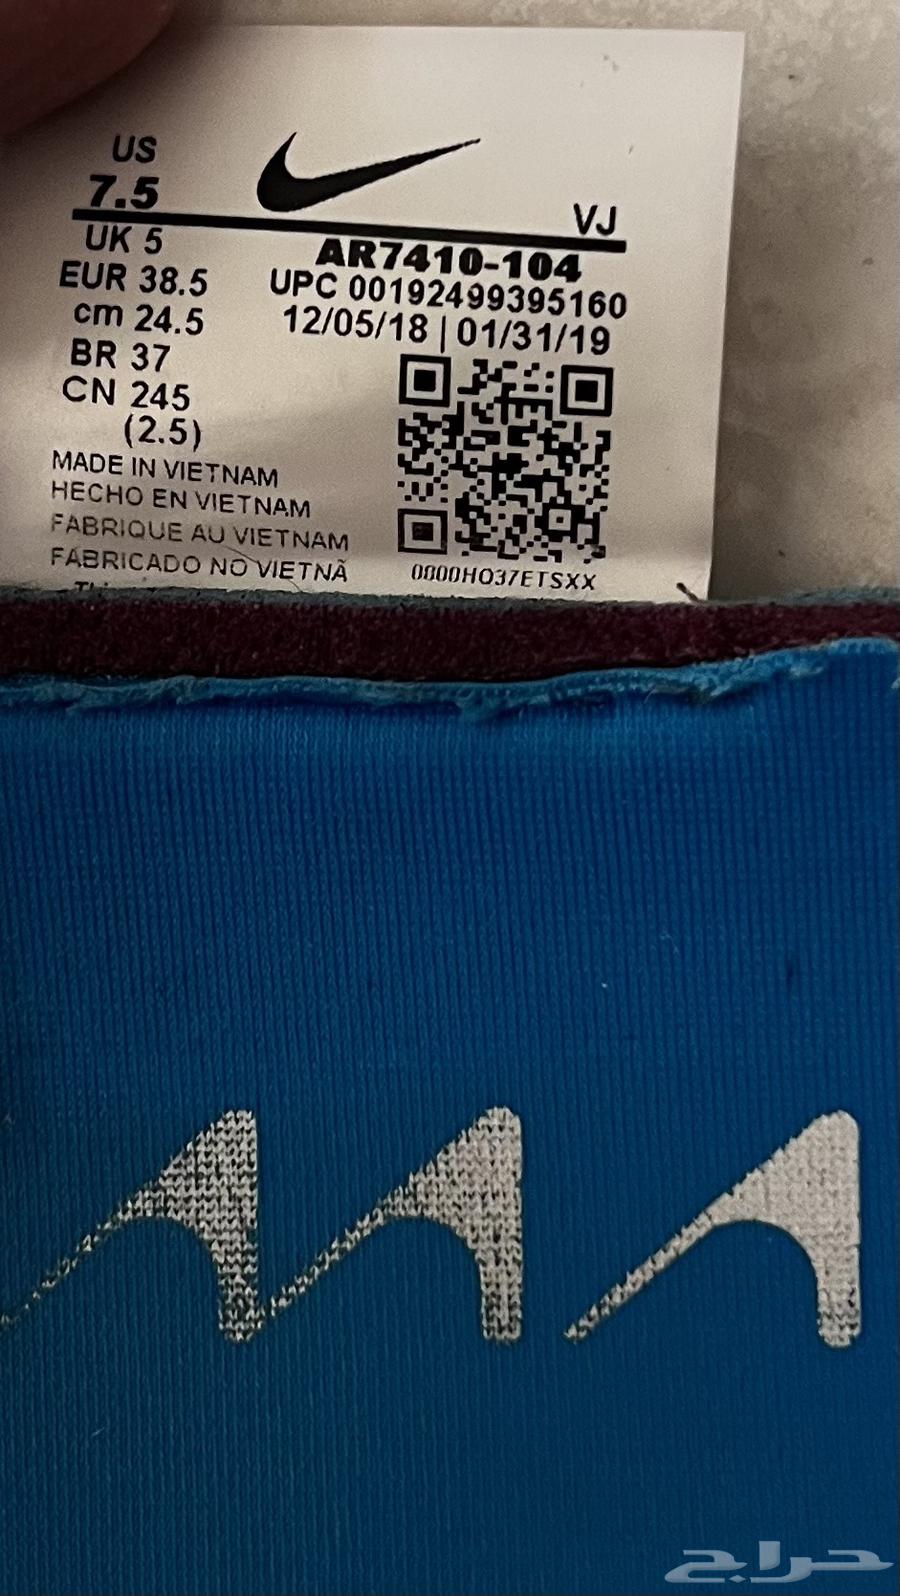 US
7.5
VJ
UK 5
AR7410-104
EUR 38.5
UPC 00192499395160
cm 24.5
12/05/18 | 01/31/19
BR 37
CN 245
(2.5)
MADE IN VIETNAM
HECHO EN VIETNAM
FABRIQUE AU VIETNAM
FABRICADO NO VIETNÃ
0000HO37ETSXX
حراج